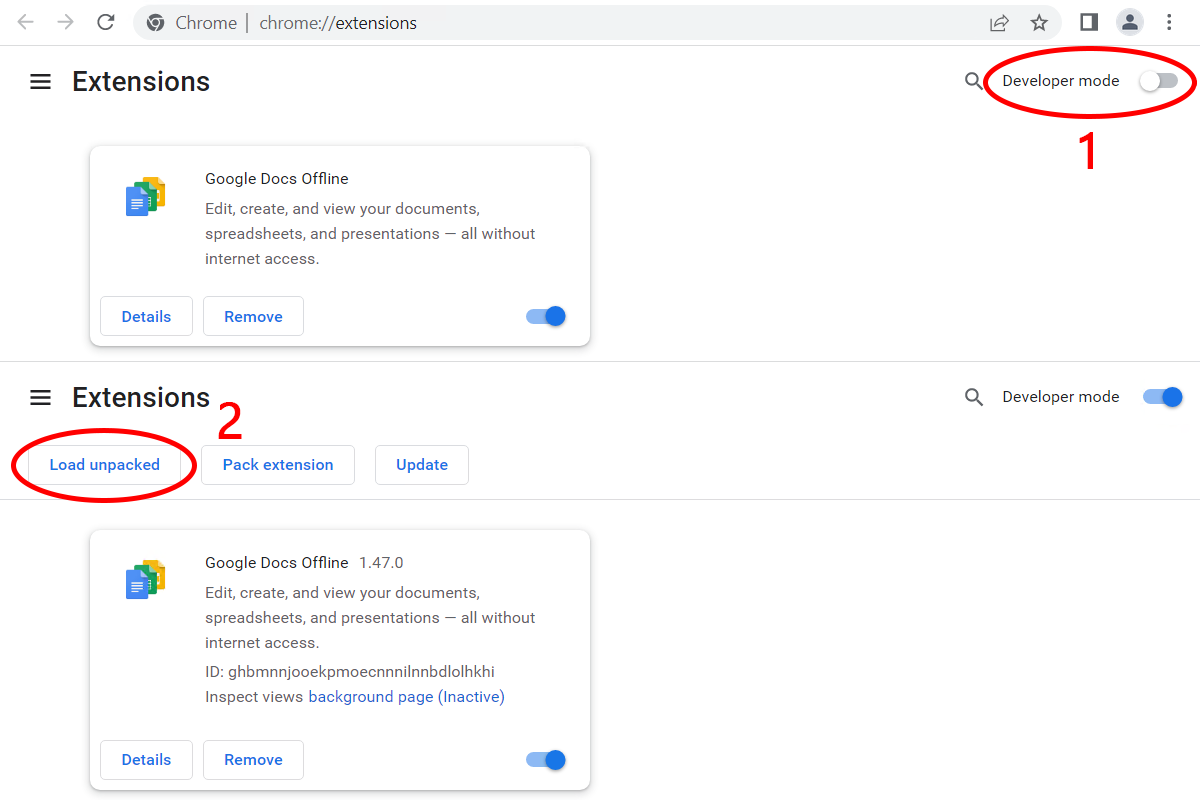 Chrome | chrome://extensions
Extensions
Developer mode
1
Google Docs Offline
Edit, create, and view your documents,
spreadsheets, and presentations — all without
internet access.
Details Remove
Extensions
Developer mode
2
Load unpacked Pack extension Update
Google Docs Offline 1.47.0
Edit, create, and view your documents,
spreadsheets, and presentations — all without
internet access.
ID: ghbmnnjooekpmoecnnnilnnbdlolhkhi
Inspect views background page (Inactive)
Details Remove